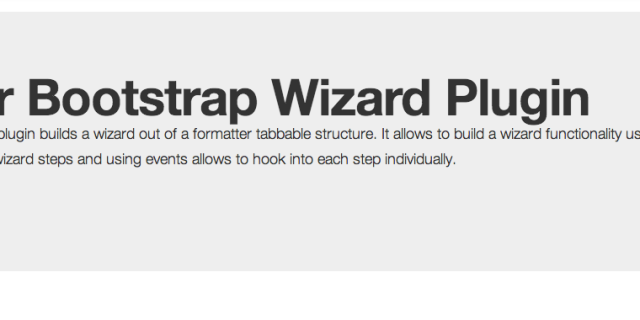 r Bootstrap Wizard Plugin
plugin builds a wizard out of a formatter tabbable structure. It allows to build a wizard functionality us
wizard steps and using events allows to hook into each step individually.